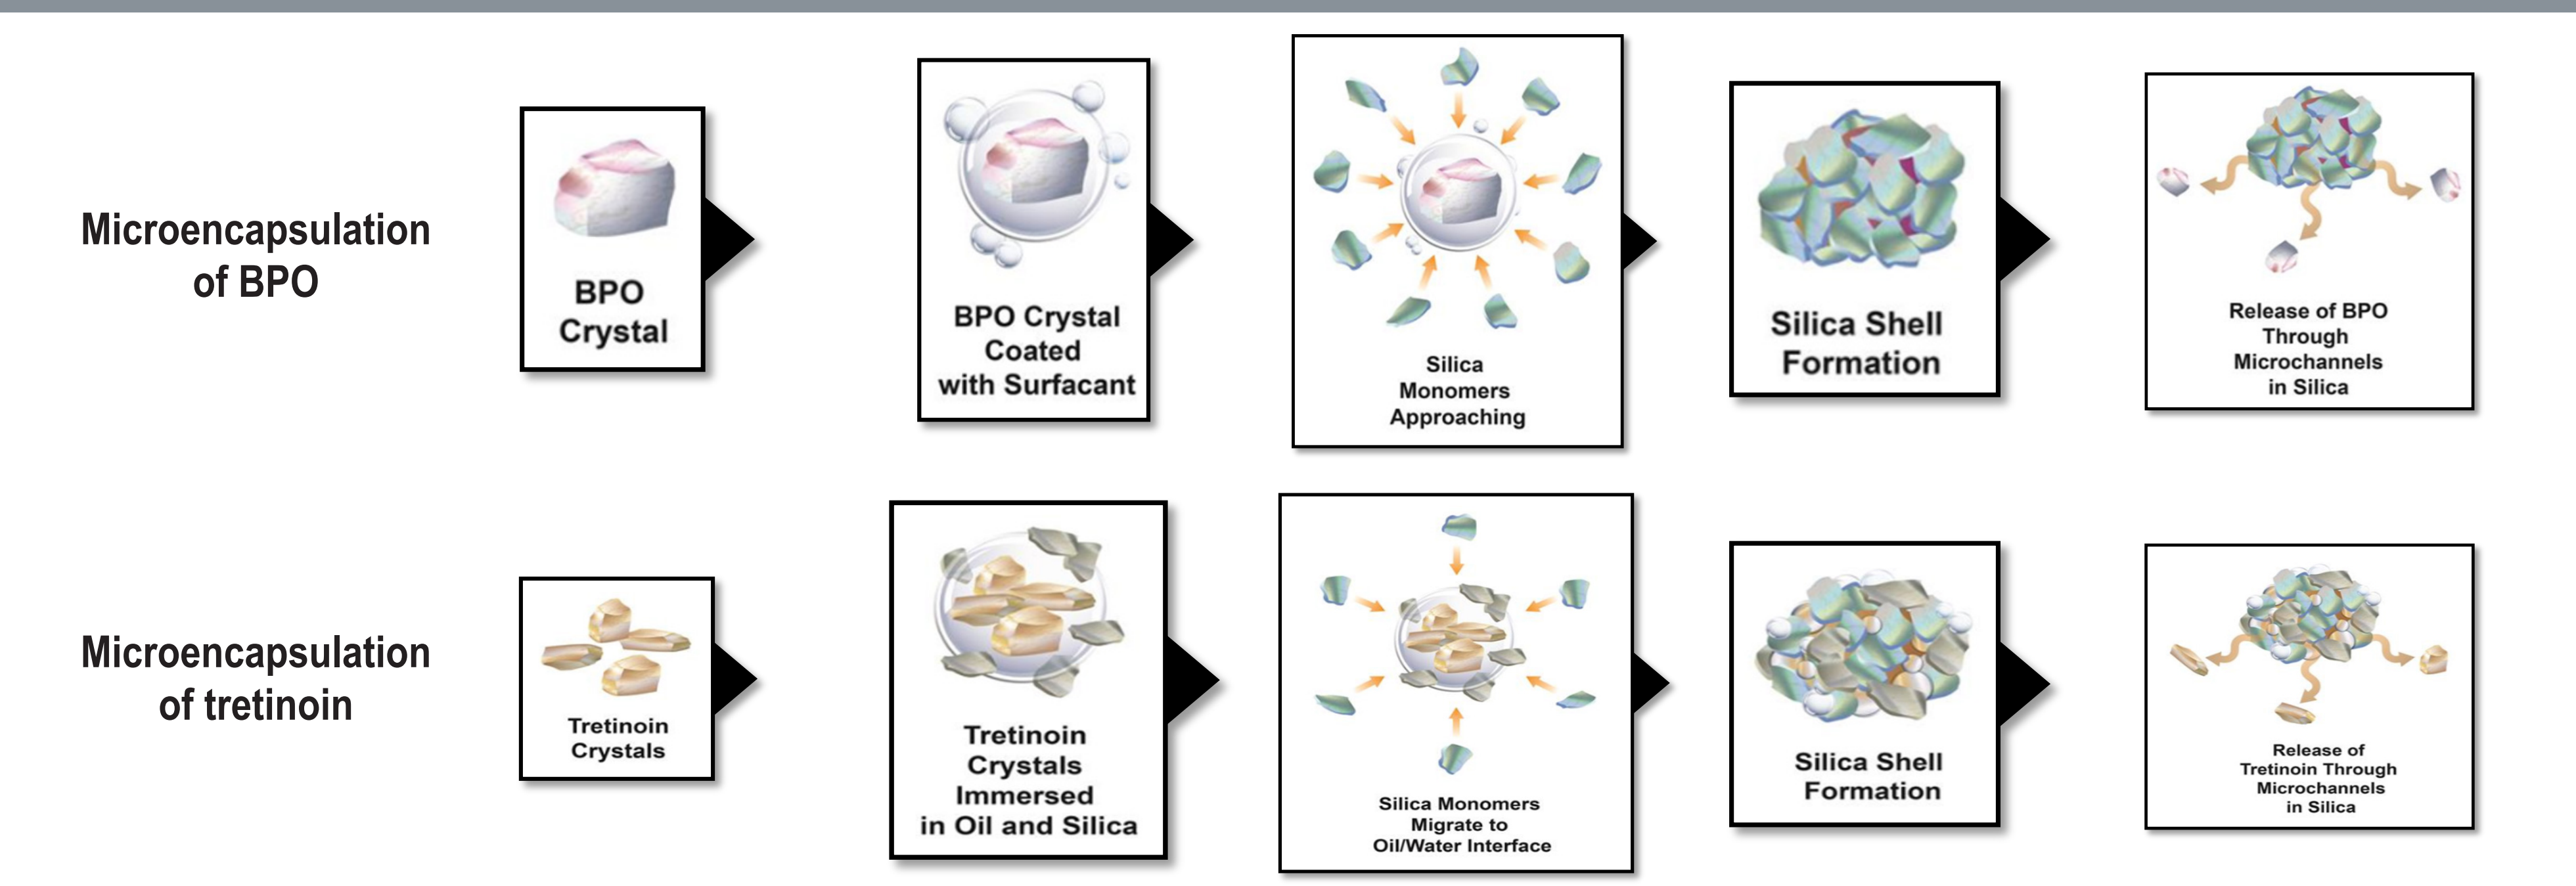 Microencapsulation
of BPO
BPO
Crystal
BPO Crystal
Coated
with Surfacant
Silica
Monomers
Approaching
Silica Shell
Formation
Release of BPO
Through
Microchannels
in Silica
Microencapsulation
of tretinoin
Tretinoin
Crystals
Tretinoin
Crystals
Immersed
in Oil and Silica
Silica Monomers
Migrate to
Oil/Water Interface
Silica Shell
Formation
Release of
Tretinoin Through
Microchannels
in Silica